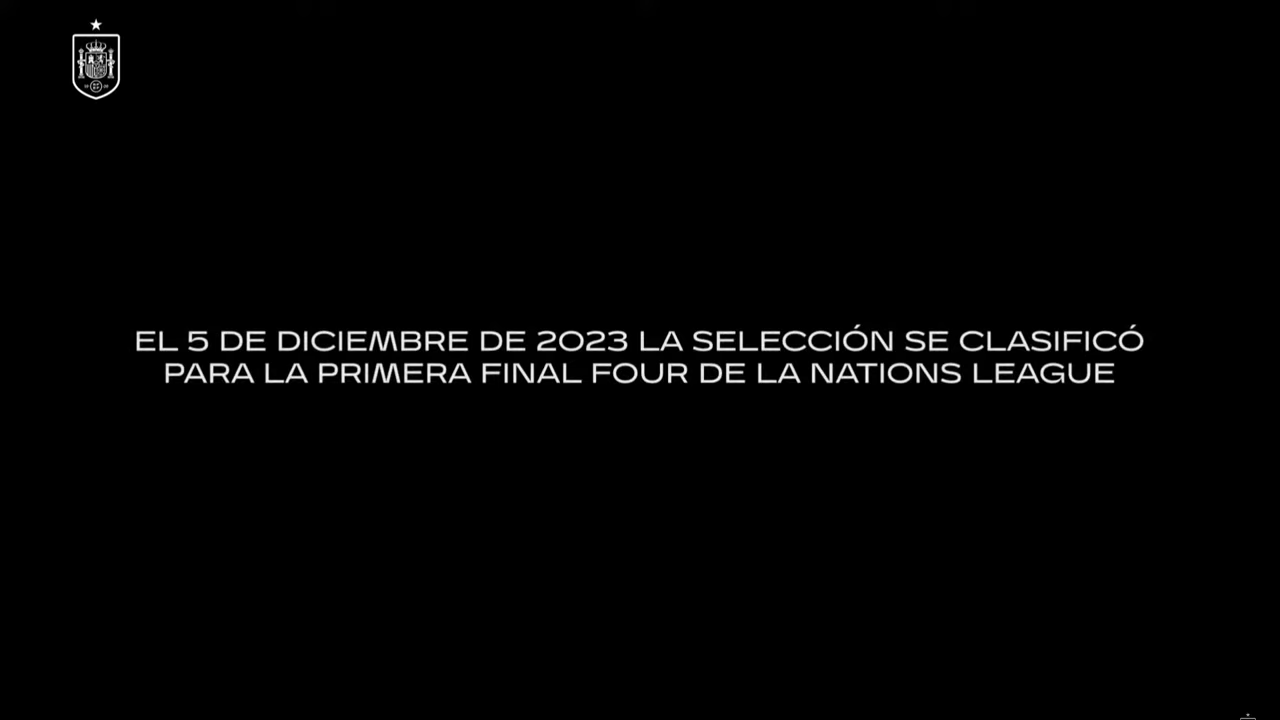 EL 5 DE DICIEMBRE DE 2023 LA SELECCIÓN SE CLASIFICÓ
PARA LA PRIMERA FINAL FOUR DE LA NATIONS LEAGUE